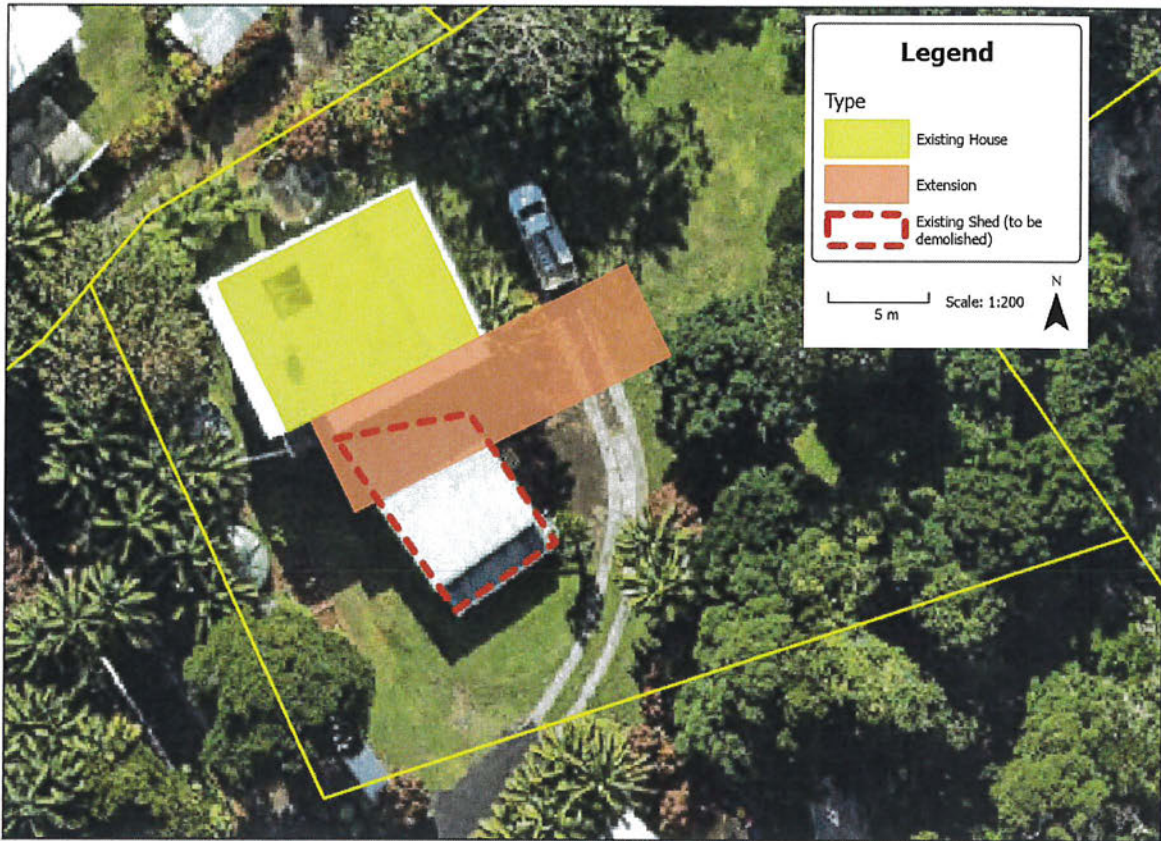 Legend
Type
Existing House
Extension
Existing Shed (to be
demolished)
N
5 m
Scale: 1:200